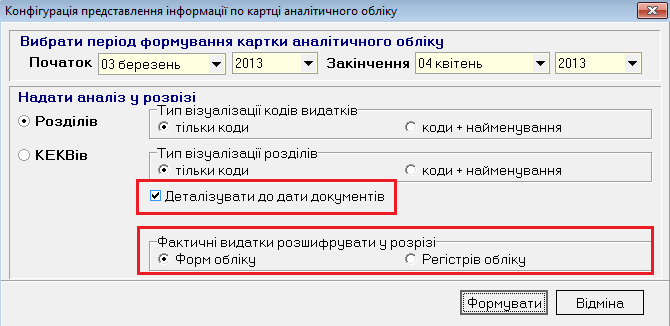 Конфігурація представлення інформації по картці аналітичного обліку
Вибрати період формування картки аналітичного обліку
Початок 03 березень 2013 Закінчення 04 квітень 2013
Надати аналіз у розрізі
Розділів
Тип візуалізації кодів видатків
тільки коди коди + найменування
КЕКВів
Тип візуалізації розділів
тільки коди коди + найменування
Деталізувати до дати документів
Фактичні видатки розшифрувати у розрізі
Форм обліку Регістрів обліку
Формувати Відміна